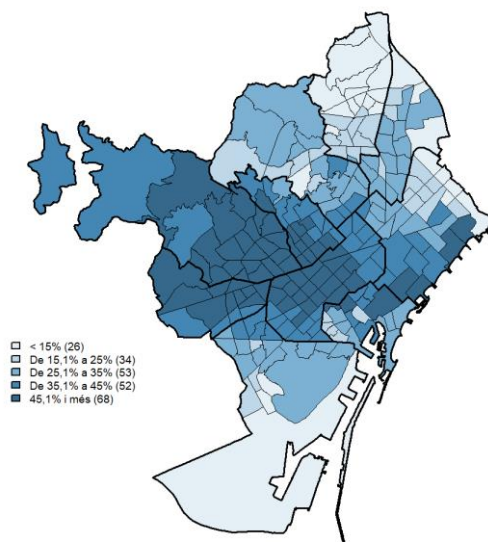 < 15% (26)
De 15,1% a 25% (34)
De 25,1% a 35% (53)
De 35,1% a 45% (52)
45,1% i més (68)